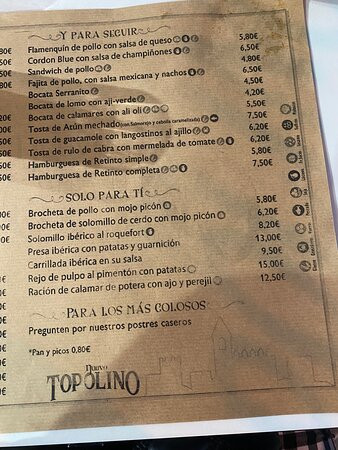 Y PARA SEGUIR
Flamenquín de pollo con salsa de queso 5,80€
Cordon Blue con salsa de champiñones 6,50€
Sandwich de pollo 4,80€
Fajita de pollo, con salsa mexicana y nachos 6,50€
Bocata Serranito 4,50€
Bocata de lomo con aji-verde 4,20€
Bocata de calamares con ali oli 5,50€
Tosta de Atún mechado (con Salmorejo y cebolla caramelizada) 7,50€
Tosta de guacamole con langostinos al ajillo 6,20€
Tosta de rulo de cabra con mermelada de tomate 6,20€
Hamburguesa de Retinto simple 5,80€
Hamburguesa de Retinto completa 7,50€
SOLO PARA TÍ
Brocheta de pollo con mojo picón 5,80€
Brocheta de solomillo de cerdo con mojo picón 6,20€
Solomillo ibérico al roquefort 8,20€
Presa ibérica con patatas y guarnición 13,00€
Carrillada ibérica en su salsa 9,50€
Rejo de pulpo al pimentón con patatas 15,00€
Ración de calamar de potera con ajo y perejil 12,50€
PARA LOS MÁS GOLOSOS
Pregunten por nuestros postres caseros
*Pan y picos 0,80€
Nuevo
TOPOLINO